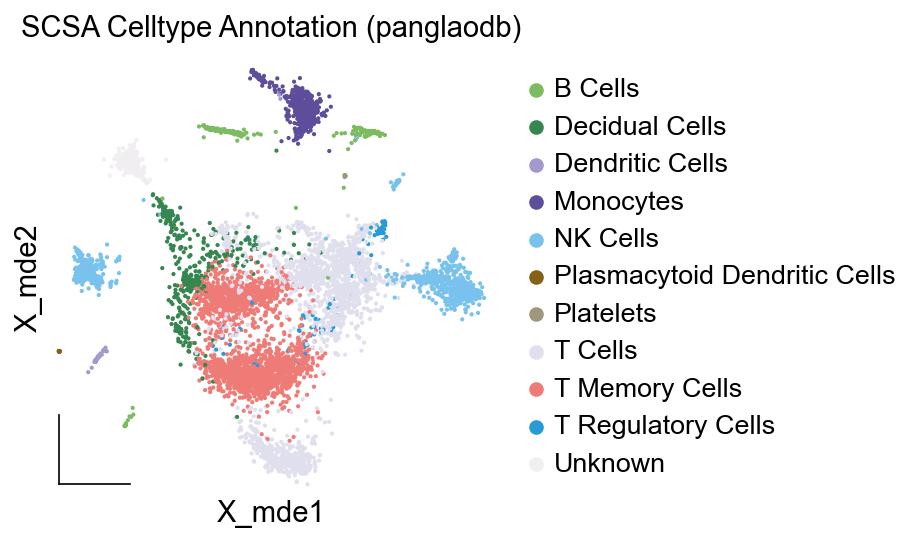 SCSA Celltype Annotation (panglaodb)
B Cells
Decidual Cells
Dendritic Cells
Monocytes
NK Cells
Plasmacytoid Dendritic Cells
Platelets
T Cells
T Memory Cells
T Regulatory Cells
Unknown
X_mde2
X_mde1